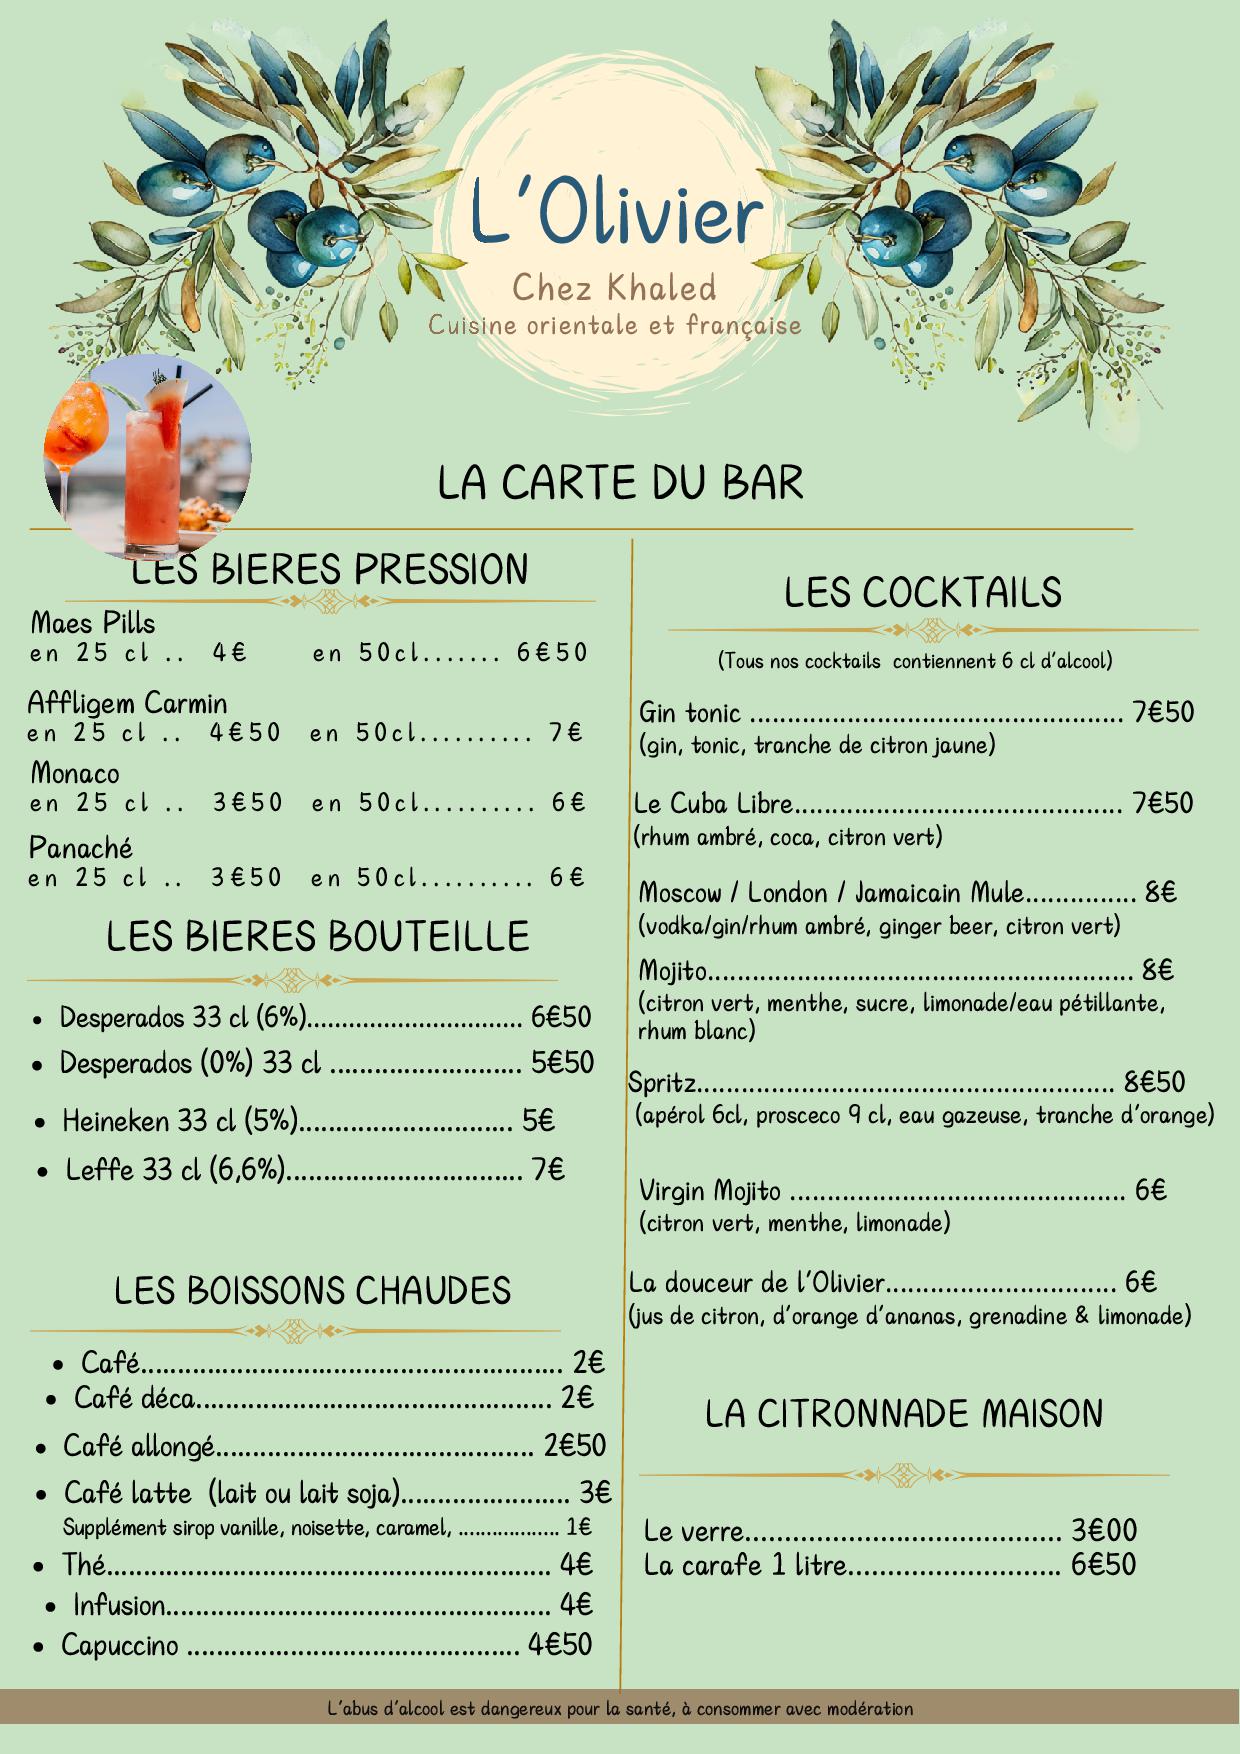 L'Olivier
Chez Khaled
Cuisine orientale et française
LA CARTE DU BAR
LES BIERES PRESSION
Maes Pills
en 25 cl .. 4€ en 50cl....... 6€50
Affligem Carmin
en 25 cl .. 4€50 en 50cl.......... 7€
Monaco
en 25 cl .. 3€50 en 50cl.......... 6€
Panaché
en 25 cl .. 3€50 en 50cl.......... 6€
LES BIERES BOUTEILLE
• Desperados 33 cl (6%)................................ 6€50
• Desperados (0%) 33 cl .......................... 5€50
• Heineken 33 cl (5%)............................. 5€
• Leffe 33 cl (6,6%)................................ 7€
LES BOISSONS CHAUDES
• Café......................................................... 2€
• Café déca................................................ 2€
• Café allongé........................................... 2€50
• Café latte (lait ou lait soja)....................... 3€
Supplément sirop vanille, noisette, caramel, .................. 1€
• Thé............................................................ 4€
• Infusion.................................................... 4€
• Capuccino ............................................. 4€50
LES COCKTAILS
(Tous nos cocktails contiennent 6 cl d'alcool)
Gin tonic .................................................. 7€50
(gin, tonic, tranche de citron jaune)
Le Cuba Libre............................................ 7€50
(rhum ambré, coca, citron vert)
Moscow / London / Jamaicain Mule............... 8€
(vodka/gin/rhum ambré, ginger beer, citron vert)
Mojito......................................................... 8€
(citron vert, menthe, sucre, limonade/eau pétillante,
rhum blanc)
Spritz........................................................ 8€50
(apérol 6cl, prosceco 9 cl, eau gazeuse, tranche d'orange)
Virgin Mojito ............................................. 6€
(citron vert, menthe, limonade)
La douceur de l'Olivier............................... 6€
(jus de citron, d'orange d'ananas, grenadine & limonade)
LA CITRONNADE MAISON
Le verre....................................... 3€00
La carafe 1 litre.......................... 6€50
L'abus d'alcool est dangereux pour la santé, à consommer avec modération